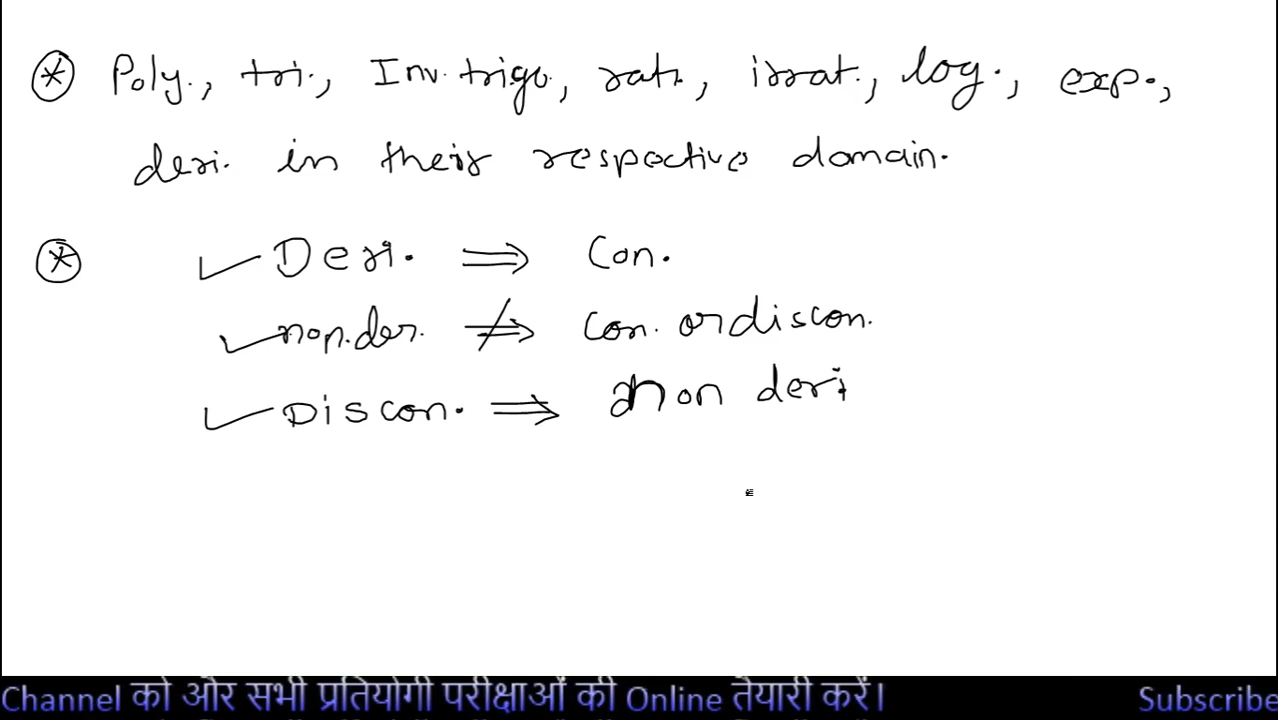 * Poly., tri., Inv. trigo, rati., irrat., log., exp.,
deri. in their respective domain.
* ✓ Deri. ⇒ Con.
✓ non.der. ⇏ Con. or discon.
✓ Discon. ⇒ non deri
Channel को और सभी प्रतियोगी परीक्षाओं की Online तैयारी करें। Subscribe